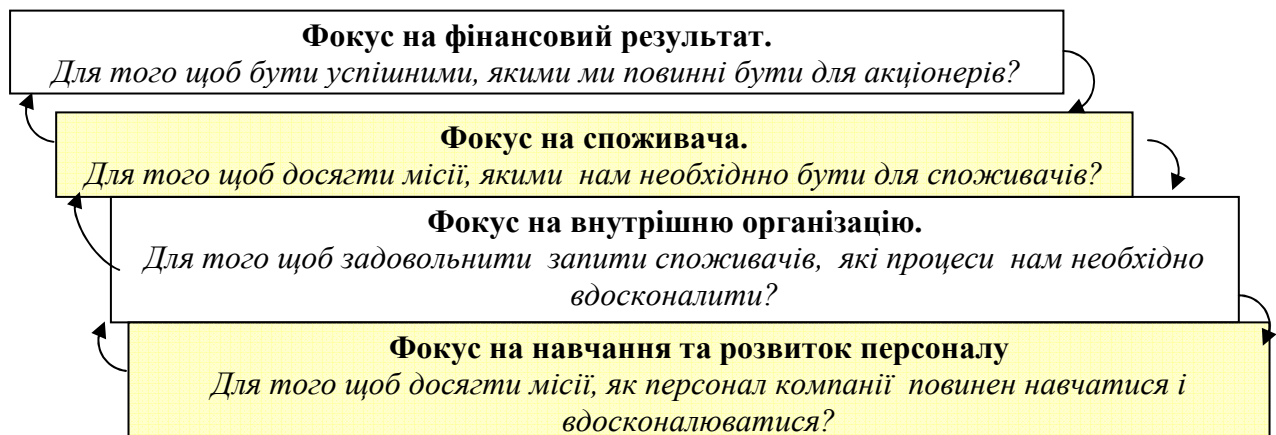 Фокус на фінансовий результат.
Для того щоб бути успішними, якими ми повинні бути для акціонерів?
Фокус на споживача.
Для того щоб досягти місії, якими нам необхіднно бути для споживачів?
Фокус на внутрішню організацію.
Для того щоб задовольнити запити споживачів, які процеси нам необхідно
вдосконалити?
Фокус на навчання та розвиток персоналу
Для того щоб досягти місії, як персонал компанії повинен навчатися і
вдосконалюватися?